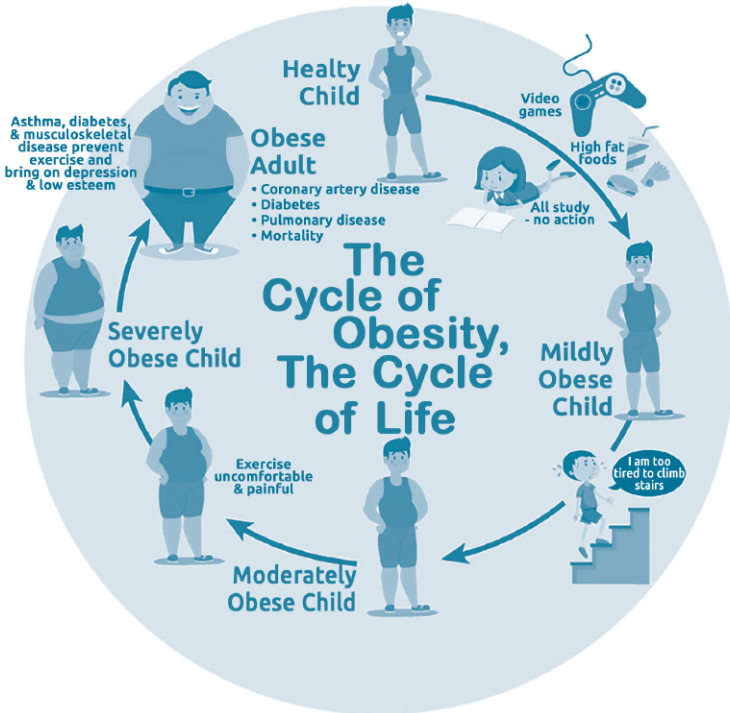 Healty
Child
Video
games
High fat
foods
All study
- no action
Mildly
Obese
Child
I am too
tired to climb
stairs
Moderately
Obese Child
Exercise
uncomfortable
& painful
Severely
Obese Child
Asthma, diabetes,
& musculoskeletal
disease prevent
exercise and
bring on depression
& low esteem
Obese
Adult
• Coronary artery disease
• Diabetes
• Pulmonary disease
• Mortality
The
Cycle of
Obesity,
The Cycle
of Life